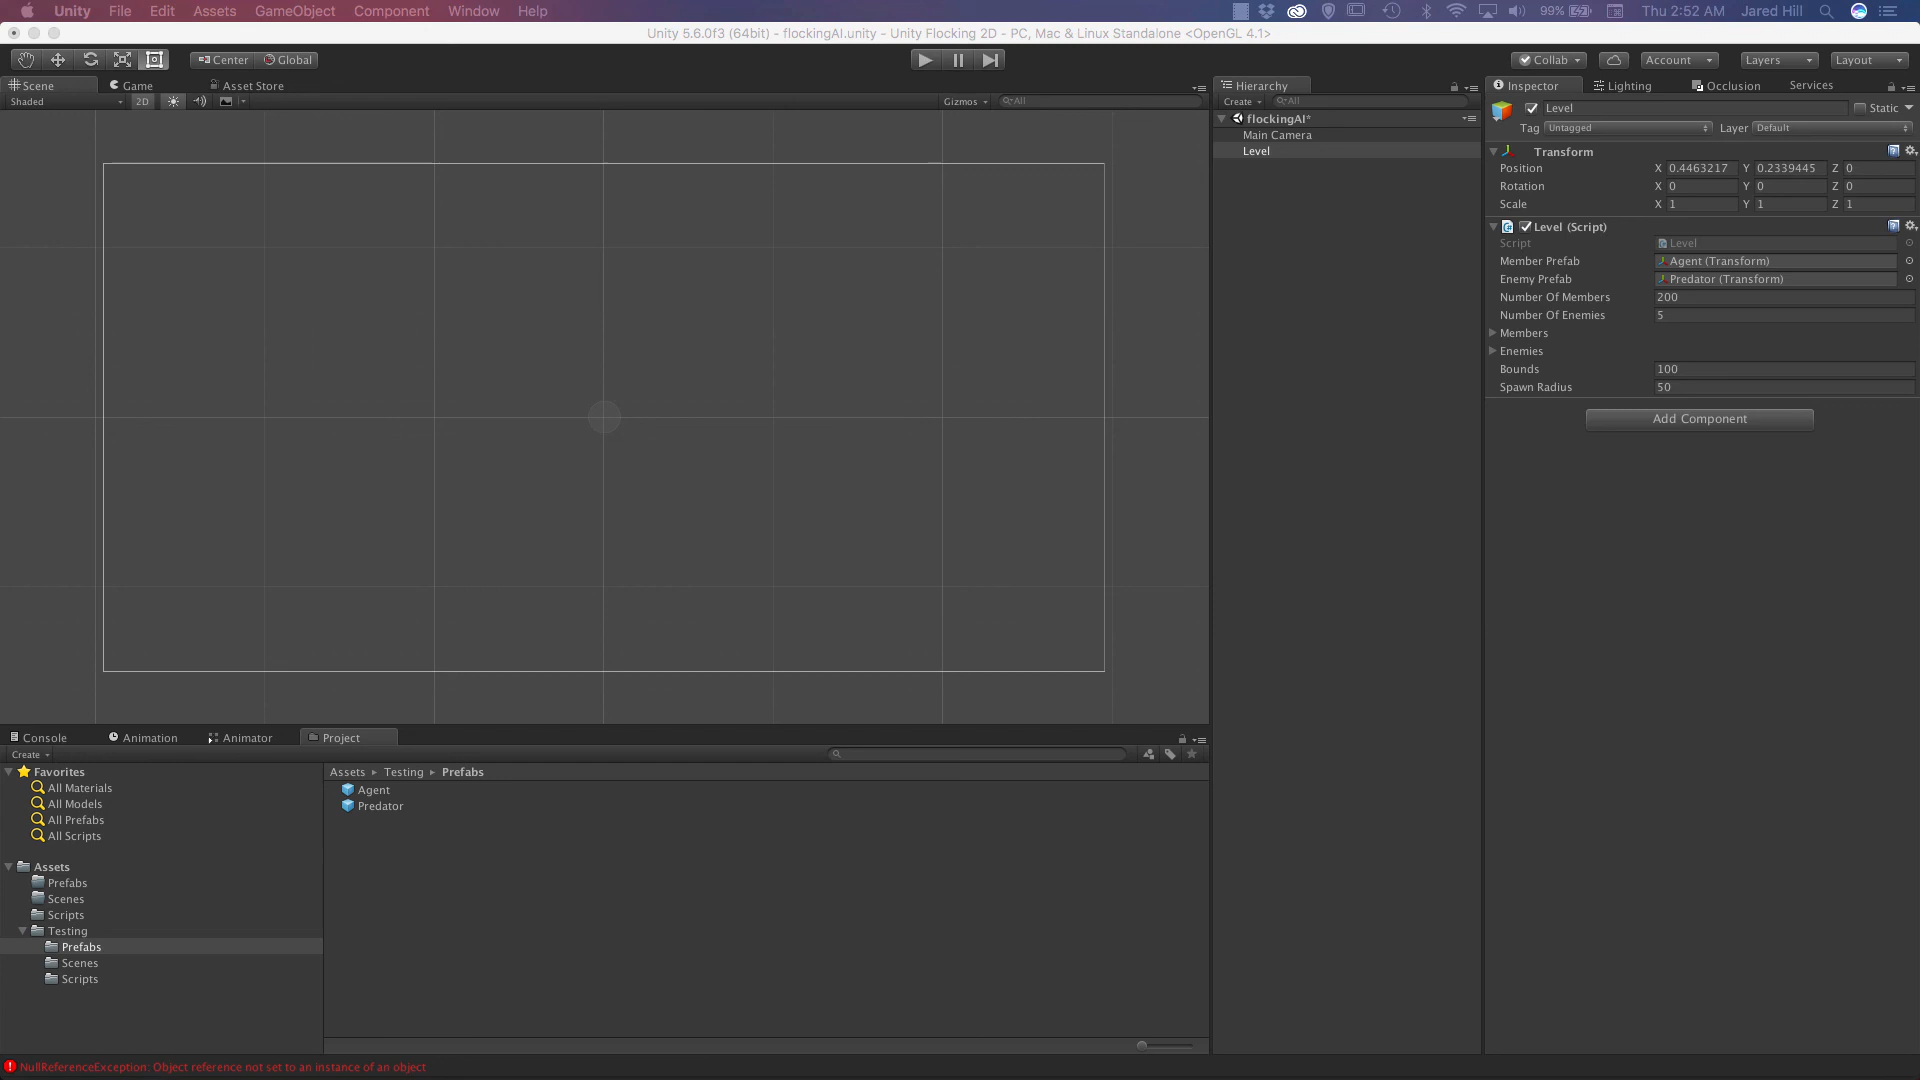 Unity File Edit Assets GameObject Component Window Help 99% Thu 2:52 AM Jared Hill
Unity 5.6.0f3 (64bit) - flockingAI.unity - Unity Flocking 2D - PC, Mac & Linux Standalone <OpenGL 4.1>
Center Global Collab Account Layers Layout
Scene Game Asset Store
Shaded 2D Gizmos All
Hierarchy
Create All
flockingAI*
Main Camera
Level
Inspector Lighting Occlusion Services
Level Static
Tag Untagged Layer Default
Transform
Position X 0.4463217 Y 0.2339445 Z 0
Rotation X 0 Y 0 Z 0
Scale X 1 Y 1 Z 1
Level (Script)
Script Level
Member Prefab Agent (Transform)
Enemy Prefab Predator (Transform)
Number Of Members 200
Number Of Enemies 5
Members
Enemies
Bounds 100
Spawn Radius 50
Add Component
Console Animation Animator Project
Create
Favorites
All Materials
All Models
All Prefabs
All Scripts
Assets
Prefabs
Scenes
Scripts
Testing
Prefabs
Scenes
Scripts
Assets Testing Prefabs
Agent
Predator
NullReferenceException: Object reference not set to an instance of an object